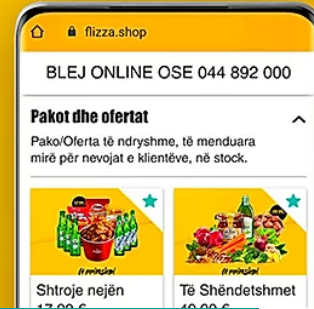 flizza.shop
BLEJ ONLINE OSE 044 892 000
Pakot dhe ofertat
Pako/Oferta të ndryshme, të menduara
mirë për nevojat e klientëve, në stock.
Shtroje nejën
Të Shëndetshmet